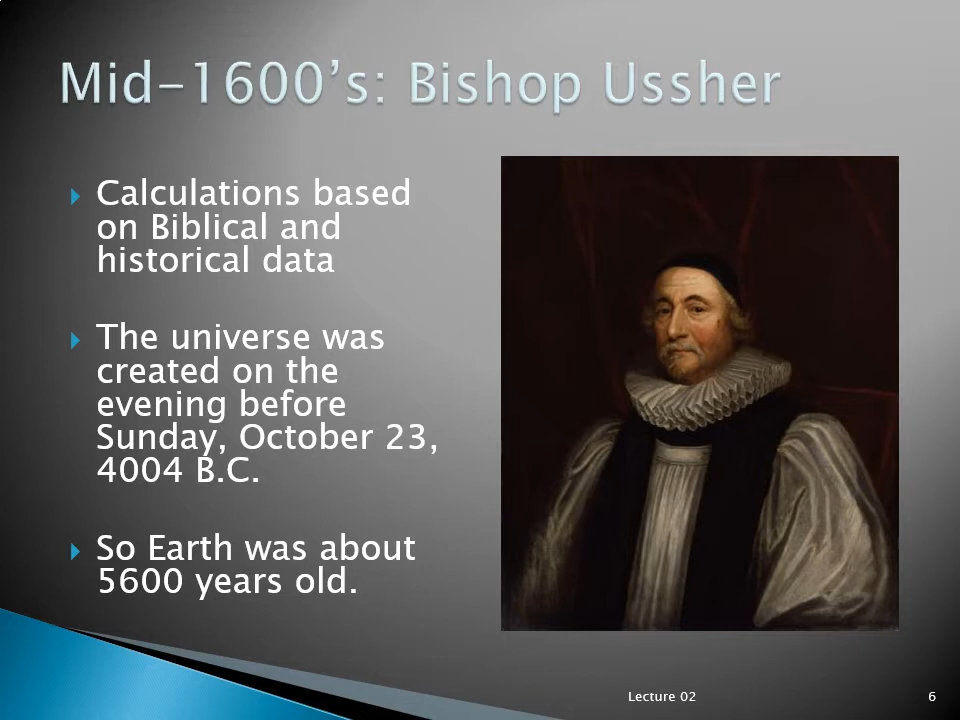 Mid-1600’s: Bishop Ussher
Calculations based
on Biblical and
historical data
The universe was
created on the
evening before
Sunday, October 23,
4004 B.C.
So Earth was about
5600 years old.
Lecture 02
6